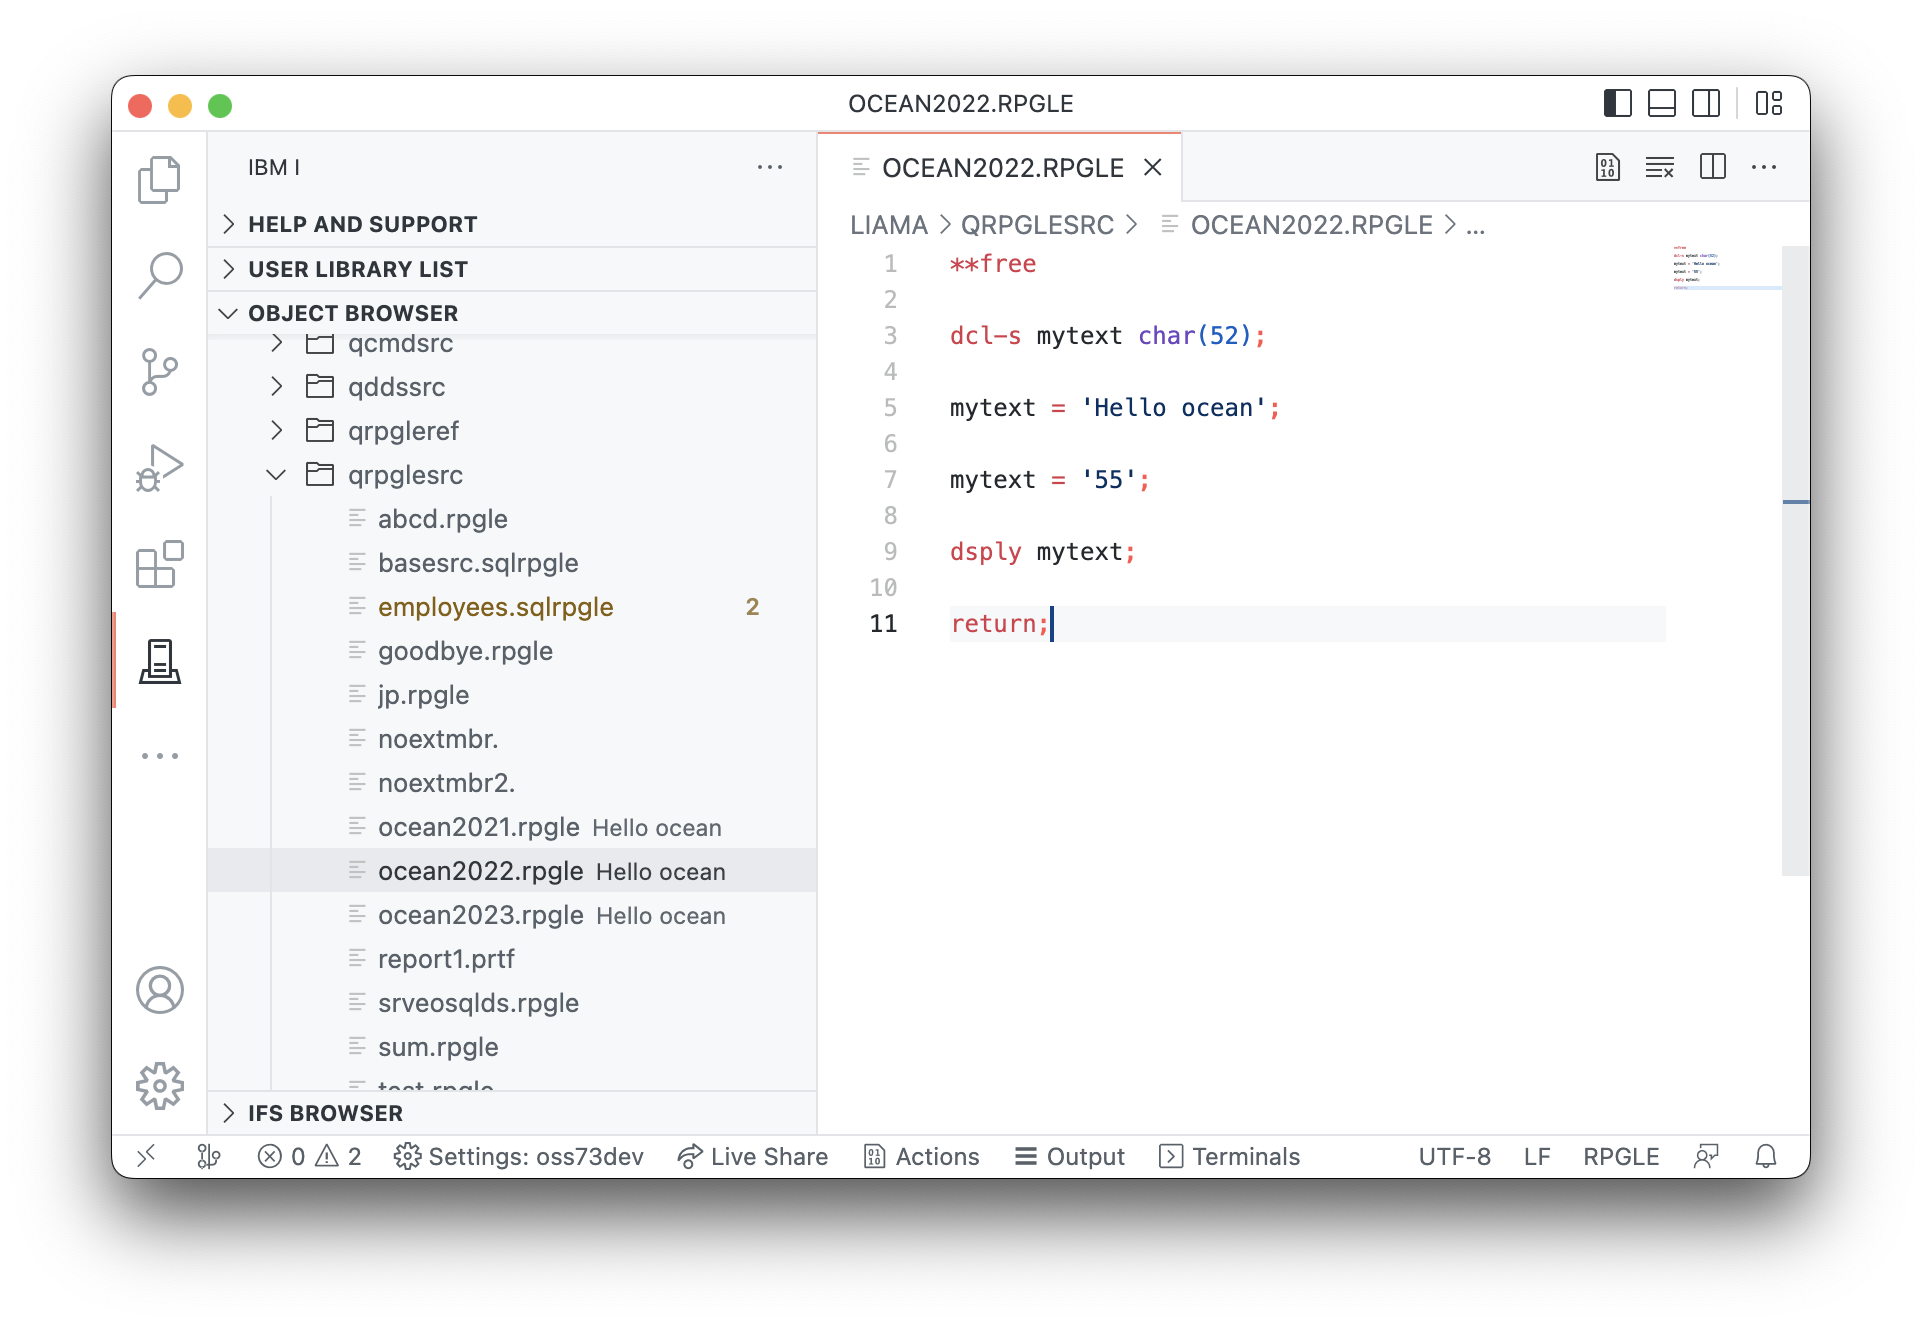 OCEAN2022.RPGLE
IBM I
HELP AND SUPPORT
USER LIBRARY LIST
OBJECT BROWSER
qcmdsrc
qddssrc
qrpgleref
qrpglesrc
abcd.rpgle
basesrc.sqlrpgle
employees.sqlrpgle 2
goodbye.rpgle
jp.rpgle
noextmbr.
noextmbr2.
ocean2021.rpgle Hello ocean
ocean2022.rpgle Hello ocean
ocean2023.rpgle Hello ocean
report1.prtf
srveosqlds.rpgle
sum.rpgle
test.rpgle
IFS BROWSER
OCEAN2022.RPGLE
LIAMA > QRPGLESRC > OCEAN2022.RPGLE > ...
1 **free
2
3 dcl-s mytext char(52);
4
5 mytext = 'Hello ocean';
6
7 mytext = '55';
8
9 dsply mytext;
10
11 return;
0 2 Settings: oss73dev Live Share Actions Output Terminals UTF-8 LF RPGLE